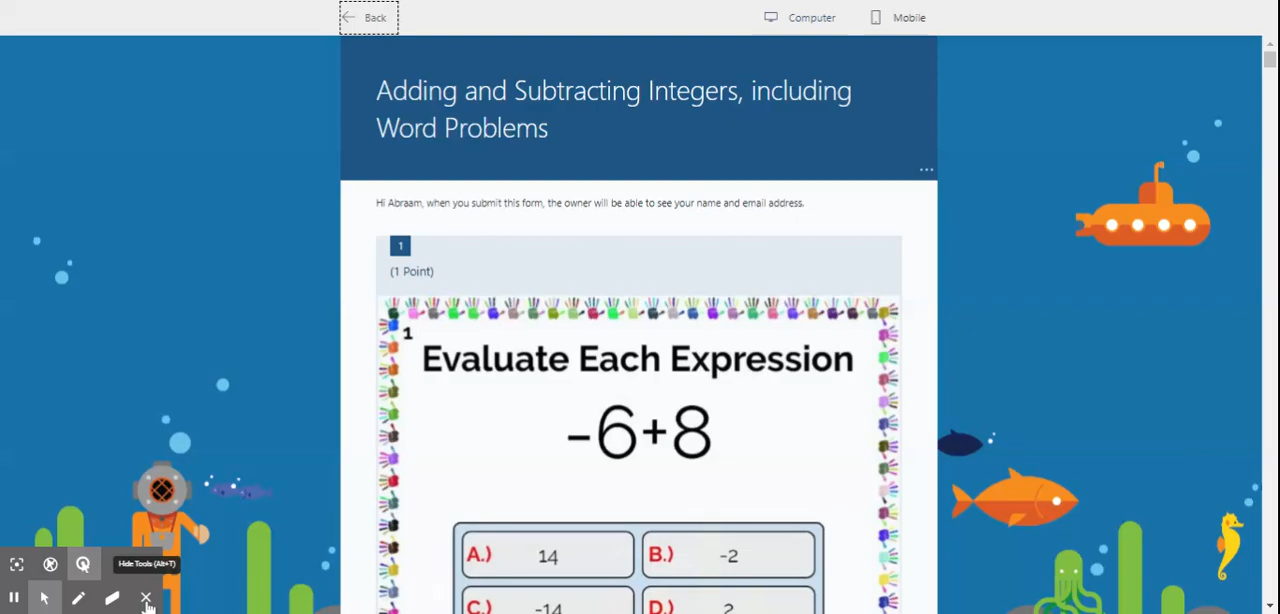 Back
Computer
Mobile
Adding and Subtracting Integers, including
Word Problems
...
Hi Abraam, when you submit this form, the owner will be able to see your name and email address.
1
(1 Point)
1
Evaluate Each Expression
-6+8
A.) 14
B.) -2
C.) -14
D.) 2
Hide Tools (Alt+T)